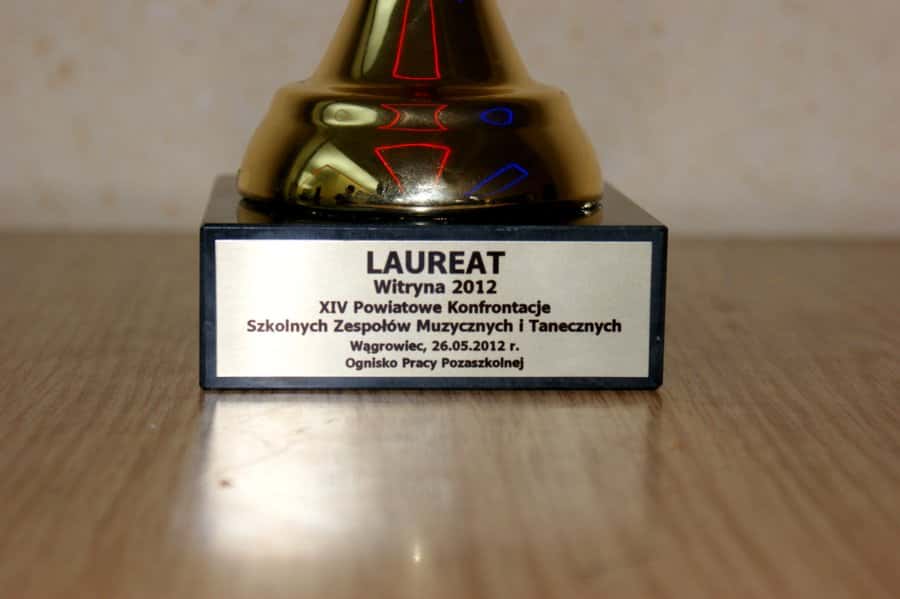 LAUREAT
Witryna 2012
XIV Powiatowe Konfrontacje
Szkolnych Zespołów Muzycznych i Tanecznych
Wągrowiec, 26.05.2012 r.
Ognisko Pracy Pozaszkolnej